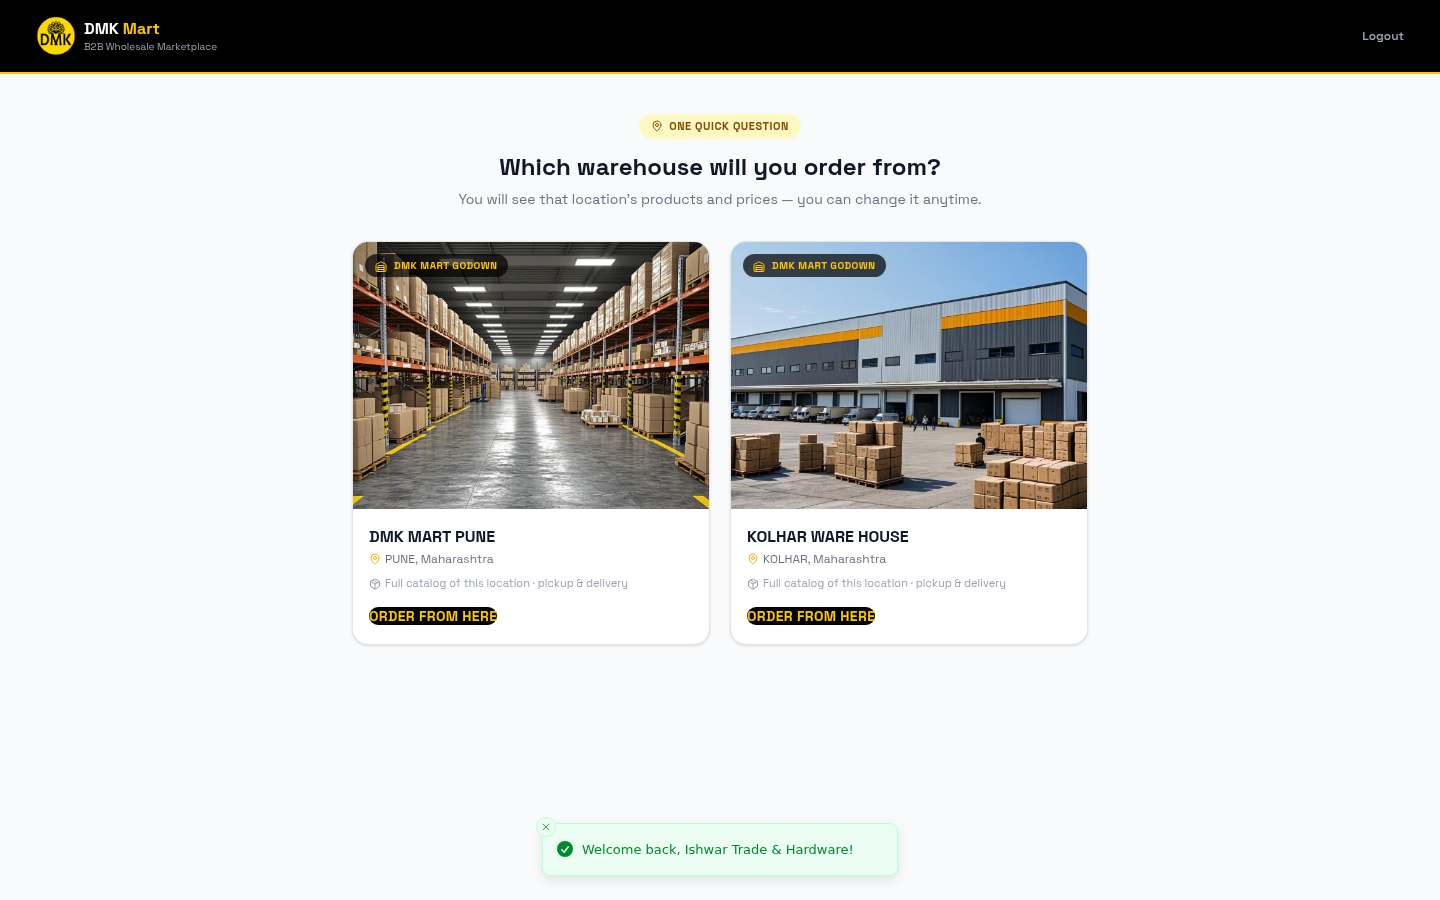 DMK
DMK Mart
B2B Wholesale Marketplace
Logout
ONE QUICK QUESTION
Which warehouse will you order from?
You will see that location's products and prices — you can change it anytime.
DMK MART GODOWN
DMK MART GODOWN
DMK MART PUNE
PUNE, Maharashtra
Full catalog of this location · pickup & delivery
ORDER FROM HERE
KOLHAR WARE HOUSE
KOLHAR, Maharashtra
Full catalog of this location · pickup & delivery
ORDER FROM HERE
Welcome back, Ishwar Trade & Hardware!